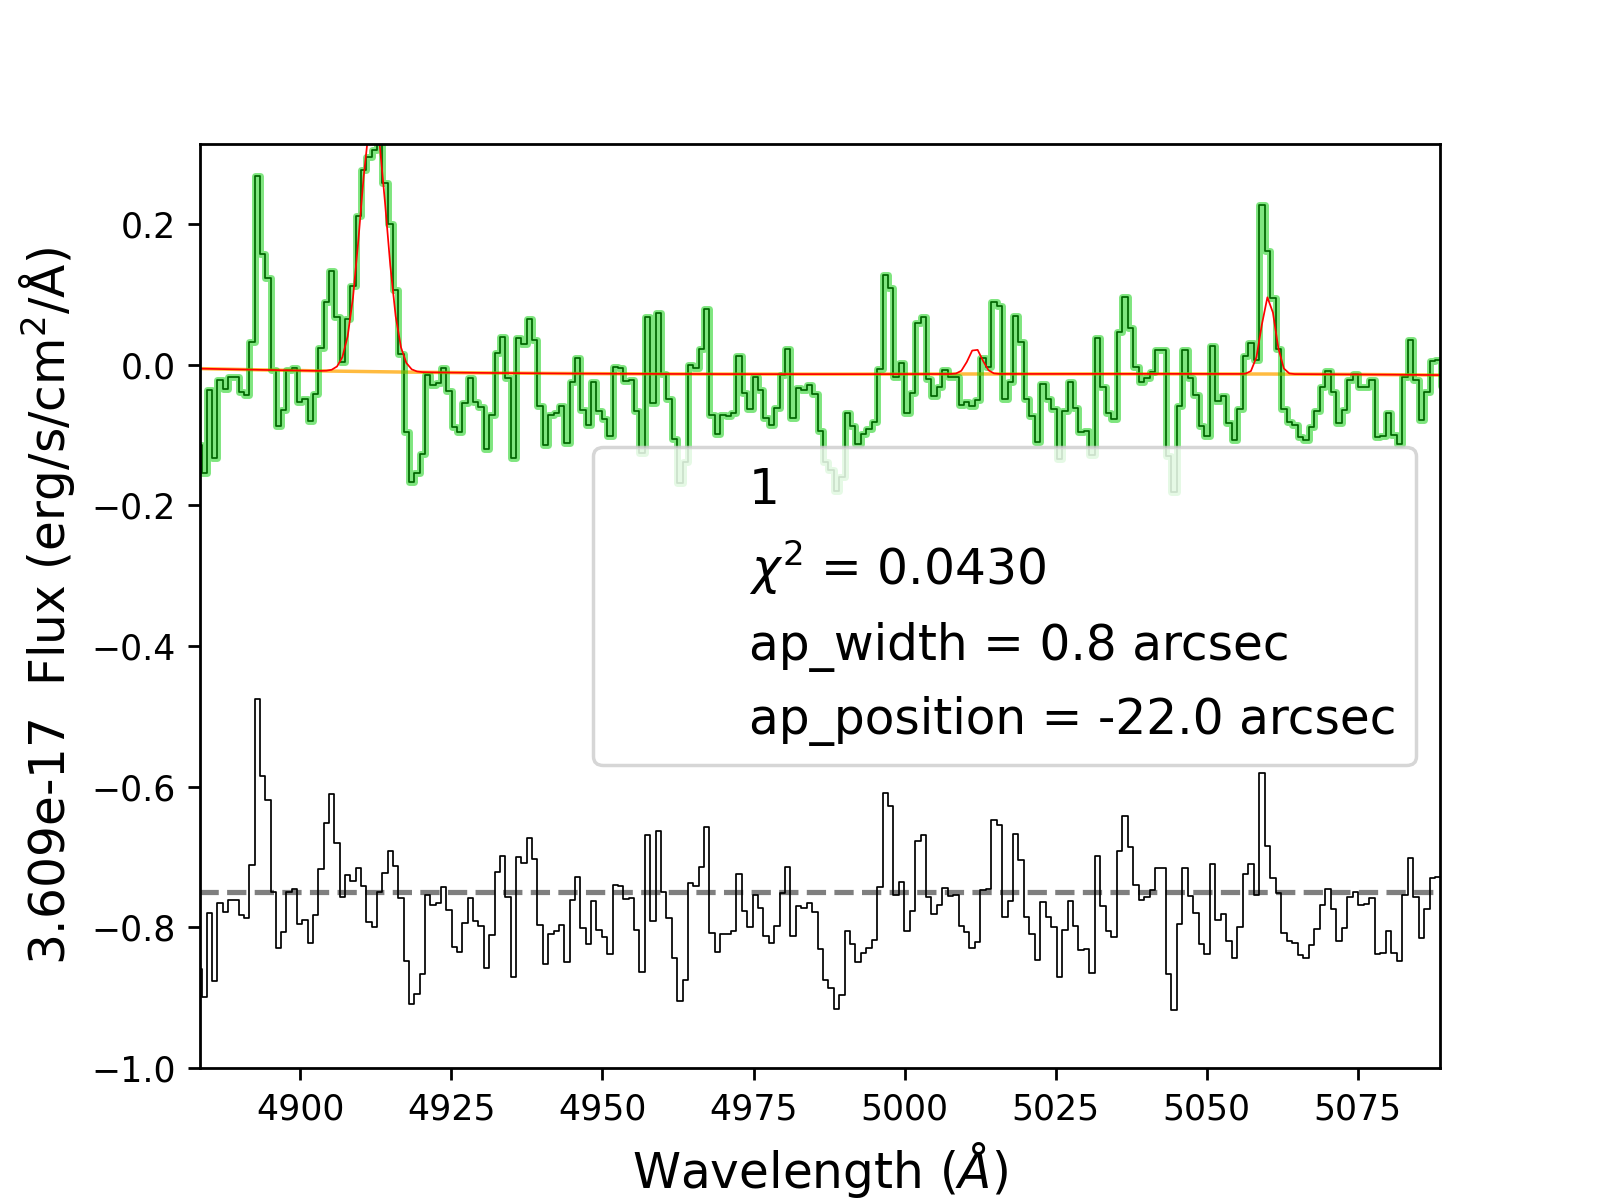 3.609e-17 Flux (erg/s/cm²/Å)
0.2
0.0
−0.2
−0.4
−0.6
−0.8
−1.0
1
χ² = 0.0430
ap_width = 0.8 arcsec
ap_position = -22.0 arcsec
4900 4925 4950 4975 5000 5025 5050 5075
Wavelength (Å)